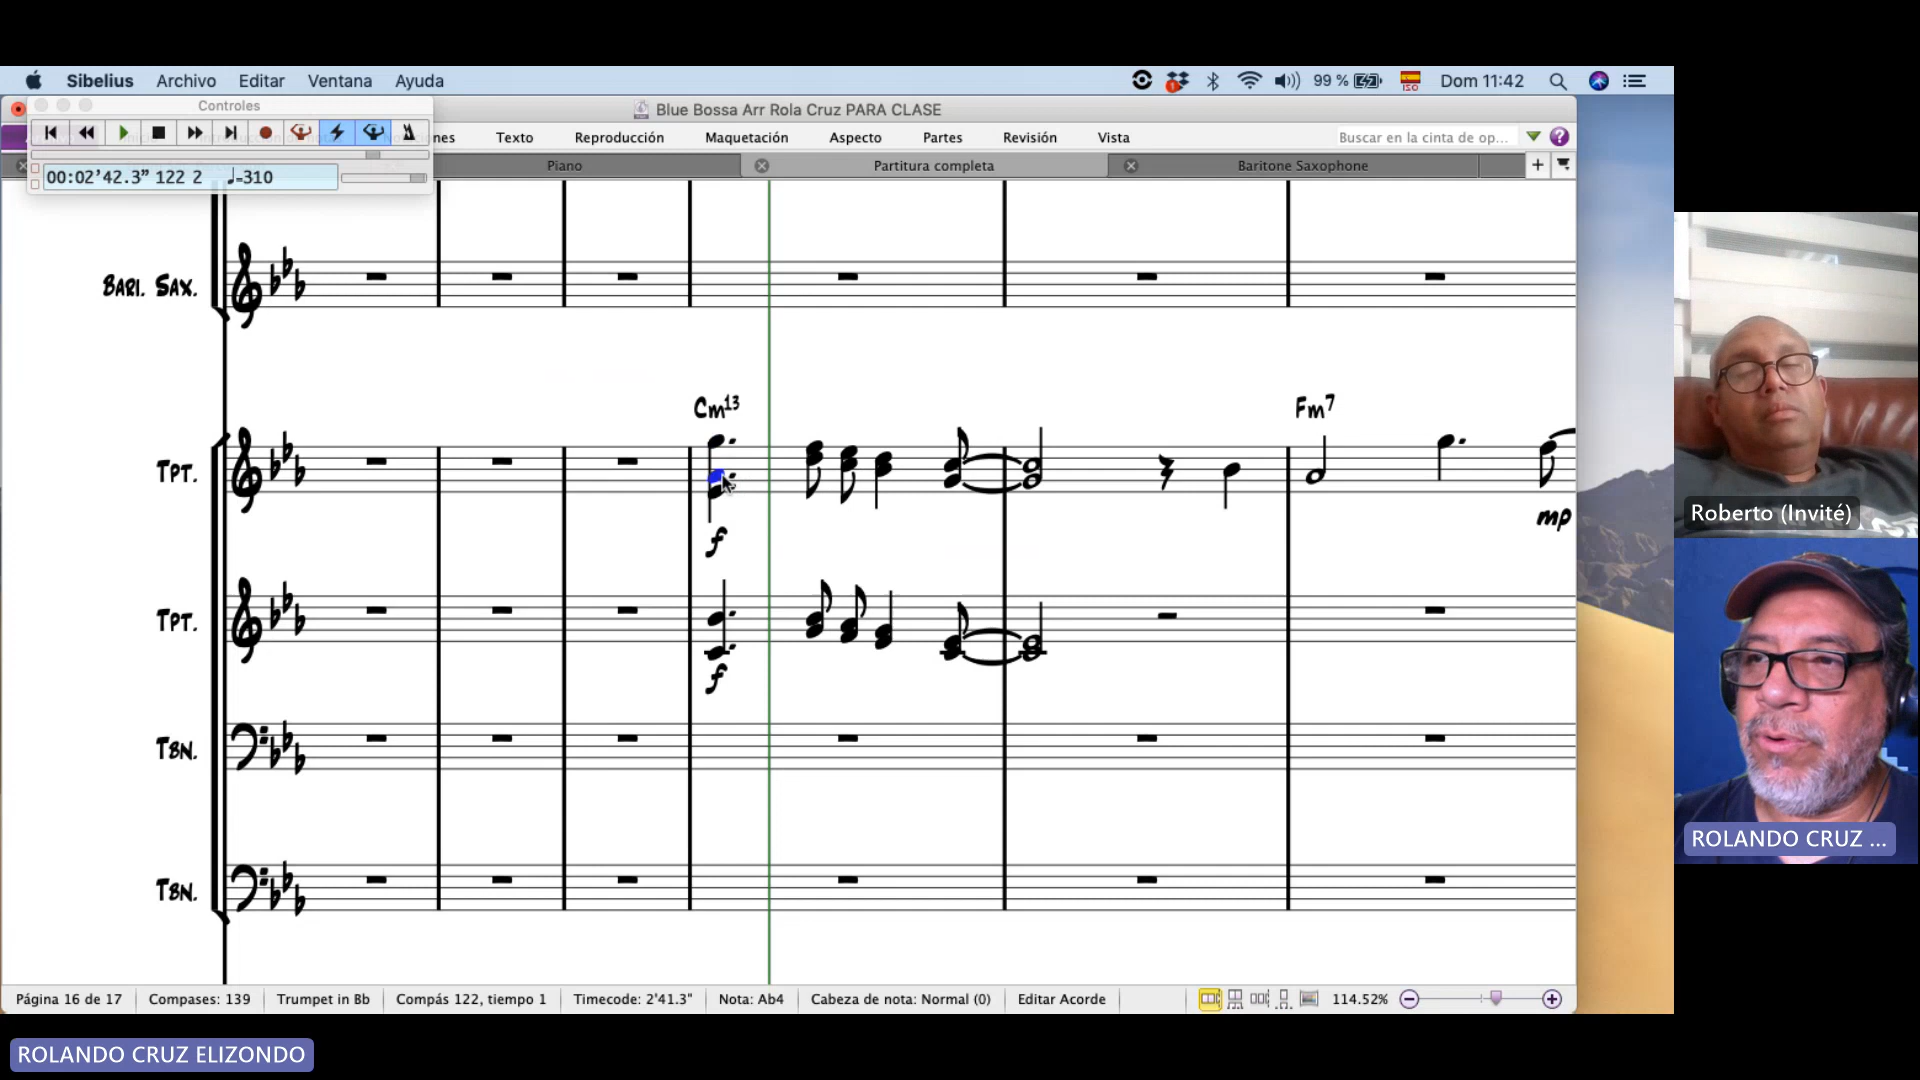 Sibelius Archivo Editar Ventana Ayuda 99 % ISO Dom 11:42
Controles
Blue Bossa Arr Rola Cruz PARA CLASE
nes Texto Reproducción Maquetación Aspecto Partes Revisión Vista Buscar en la cinta de op...
Piano Partitura completa Baritone Saxophone
00:02'42.3" 122 2 ♩=310
Bari. Sax.
Cm13 Fm7
Tpt.
mp
f
Tpt.
f
Tbn.
Tbn.
Página 16 de 17 Compases: 139 Trumpet in Bb Compás 122, tiempo 1 Timecode: 2'41.3" Nota: Ab4 Cabeza de nota: Normal (0) Editar Acorde 114.52%
Roberto (Invité)
ROLANDO CRUZ ...
ROLANDO CRUZ ELIZONDO